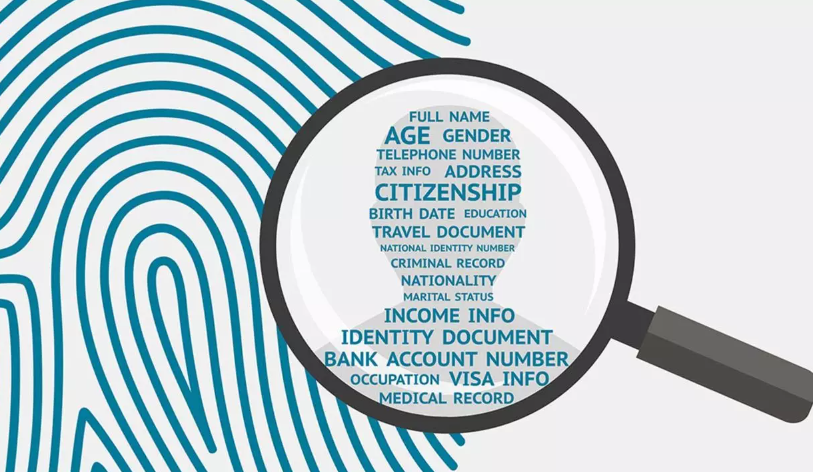 FULL NAME
AGE GENDER
TELEPHONE NUMBER
TAX INFO ADDRESS
CITIZENSHIP
BIRTH DATE EDUCATION
TRAVEL DOCUMENT
NATIONAL IDENTITY NUMBER
CRIMINAL RECORD
NATIONALITY
MARITAL STATUS
INCOME INFO
IDENTITY DOCUMENT
BANK ACCOUNT NUMBER
OCCUPATION VISA INFO
MEDICAL RECORD